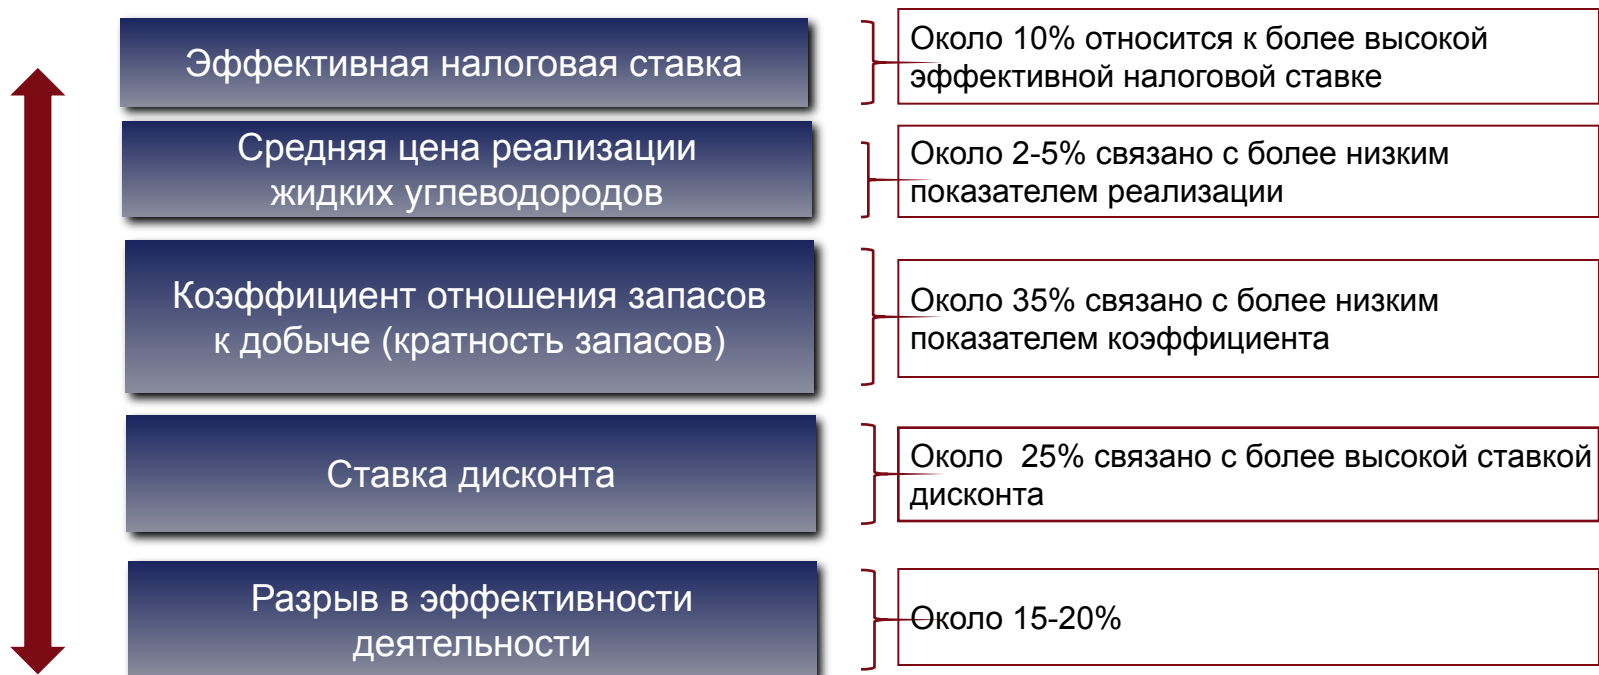 Эффективная налоговая ставка
Около 10% относится к более высокой
эффективной налоговой ставке
Средняя цена реализации
жидких углеводородов
Около 2-5% связано с более низким
показателем реализации
Коэффициент отношения запасов
к добыче (кратность запасов)
Около 35% связано с более низким
показателем коэффициента
Ставка дисконта
Около  25% связано с более высокой ставкой
дисконта
Разрыв в эффективности
деятельности
Около 15-20%